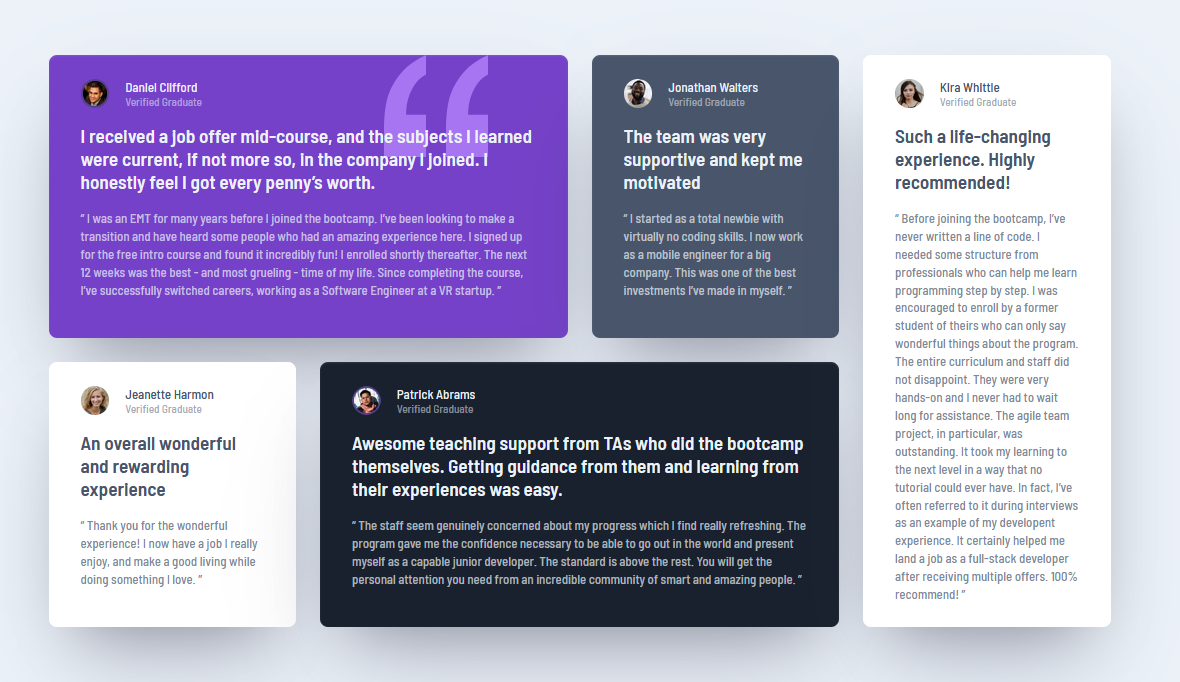 Daniel Clifford
Verified Graduate
I received a job offer mid-course, and the subjects I learned
were current, if not more so, in the company I joined. I
honestly feel I got every penny’s worth.
“ I was an EMT for many years before I joined the bootcamp. I’ve been looking to make a
transition and have heard some people who had an amazing experience here. I signed up
for the free intro course and found it incredibly fun! I enrolled shortly thereafter. The next
12 weeks was the best - and most grueling - time of my life. Since completing the course,
I’ve successfully switched careers, working as a Software Engineer at a VR startup. ”
Jonathan Walters
Verified Graduate
The team was very
supportive and kept me
motivated
“ I started as a total newbie with
virtually no coding skills. I now work
as a mobile engineer for a big
company. This was one of the best
investments I’ve made in myself. ”
Kira Whittle
Verified Graduate
Such a life-changing
experience. Highly
recommended!
“ Before joining the bootcamp, I’ve
never written a line of code. I
needed some structure from
professionals who can help me learn
programming step by step. I was
encouraged to enroll by a former
student of theirs who can only say
wonderful things about the program.
The entire curriculum and staff did
not disappoint. They were very
hands-on and I never had to wait
long for assistance. The agile team
project, in particular, was
outstanding. It took my learning to
the next level in a way that no
tutorial could ever have. In fact, I’ve
often referred to it during interviews
as an example of my developent
experience. It certainly helped me
land a job as a full-stack developer
after receiving multiple offers. 100%
recommend! ”
Jeanette Harmon
Verified Graduate
An overall wonderful
and rewarding
experience
“ Thank you for the wonderful
experience! I now have a job I really
enjoy, and make a good living while
doing something I love. ”
Patrick Abrams
Verified Graduate
Awesome teaching support from TAs who did the bootcamp
themselves. Getting guidance from them and learning from
their experiences was easy.
“ The staff seem genuinely concerned about my progress which I find really refreshing. The
program gave me the confidence necessary to be able to go out in the world and present
myself as a capable junior developer. The standard is above the rest. You will get the
personal attention you need from an incredible community of smart and amazing people. ”